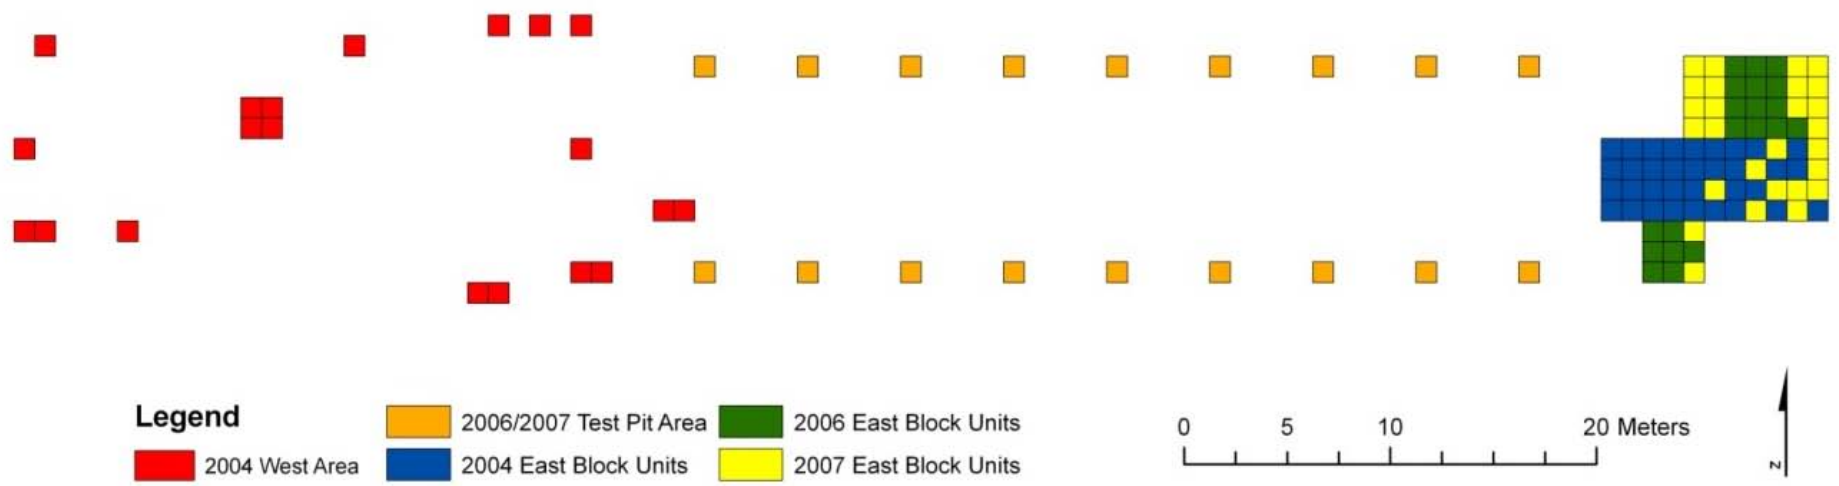 Legend
2004 West Area
2006/2007 Test Pit Area
2004 East Block Units
2006 East Block Units
2007 East Block Units
0 5 10 20 Meters
N